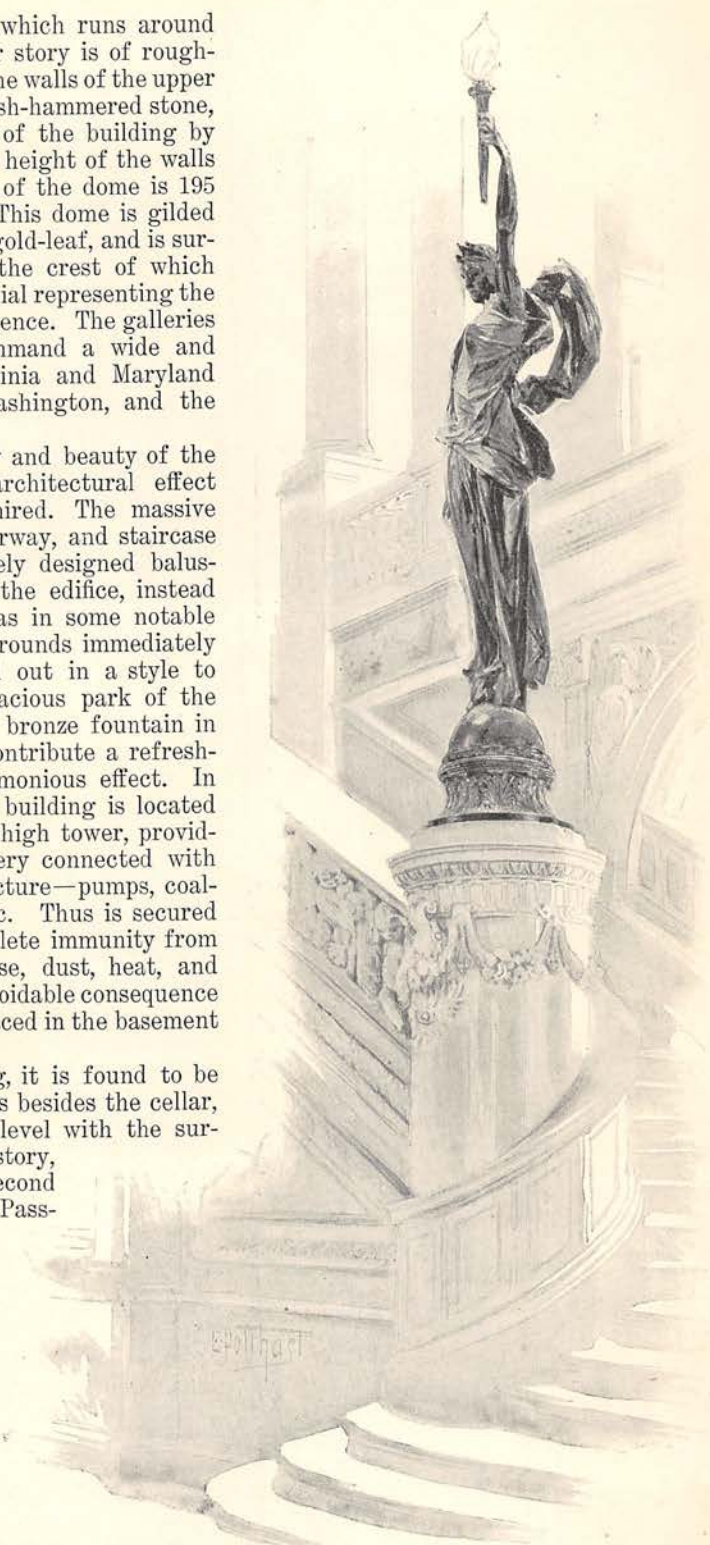 which runs around
story is of rough-
walls of the upper
sh-hammered stone,
of the building by
height of the walls
of the dome is 195
This dome is gilded
gold-leaf, and is sur-
the crest of which
ial representing the
ence. The galleries
mmand a wide and
inia and Maryland
ashington, and the
and beauty of the
architectural effect
ired. The massive
rway, and staircase
ely designed balus-
the edifice, instead
as in some notable
rounds immediately
out in a style to
acious park of the
bronze fountain in
ontribute a refresh-
monious effect. In
building is located
high tower, provid-
ery connected with
cture—pumps, coal-
c. Thus is secured
lete immunity from
se, dust, heat, and
oidable consequence
ced in the basement
g, it is found to be
s besides the cellar,
level with the sur-
story,
econd
Pass-